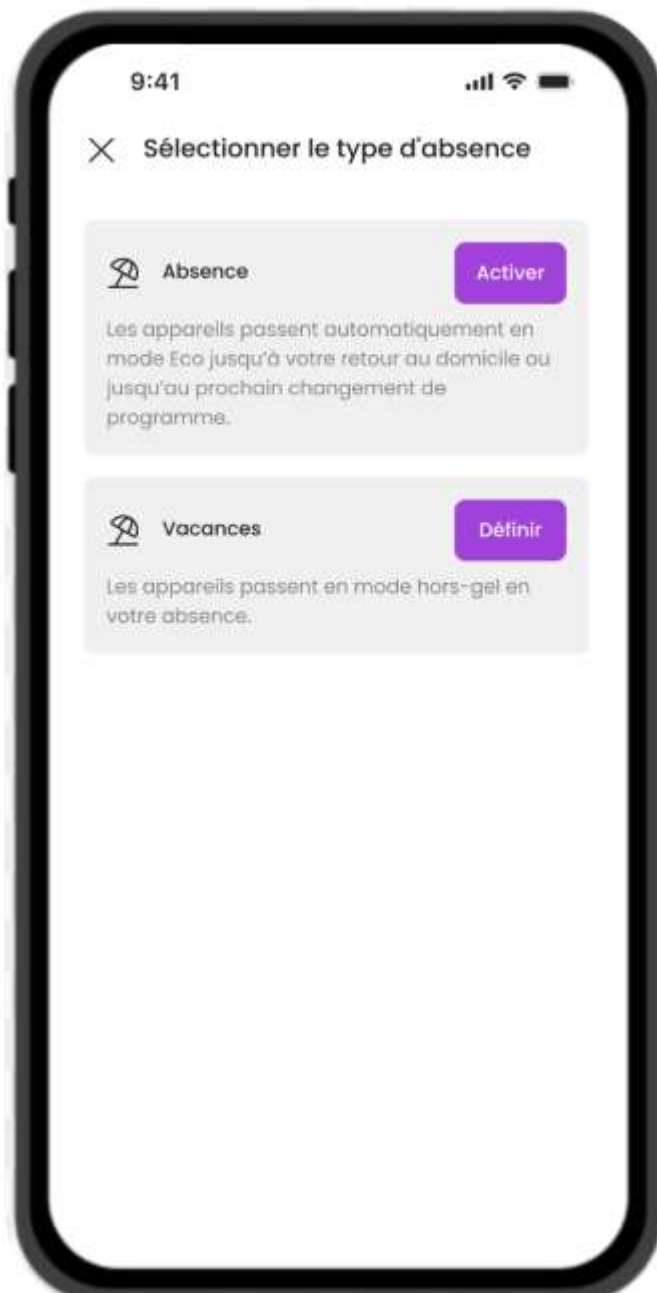 9:41
Sélectionner le type d'absence
Absence
Activer
Les appareils passent automatiquement en
mode Eco jusqu'à votre retour au domicile ou
jusqu'au prochain changement de
programme.
Vacances
Définir
Les appareils passent en mode hors-gel en
votre absence.